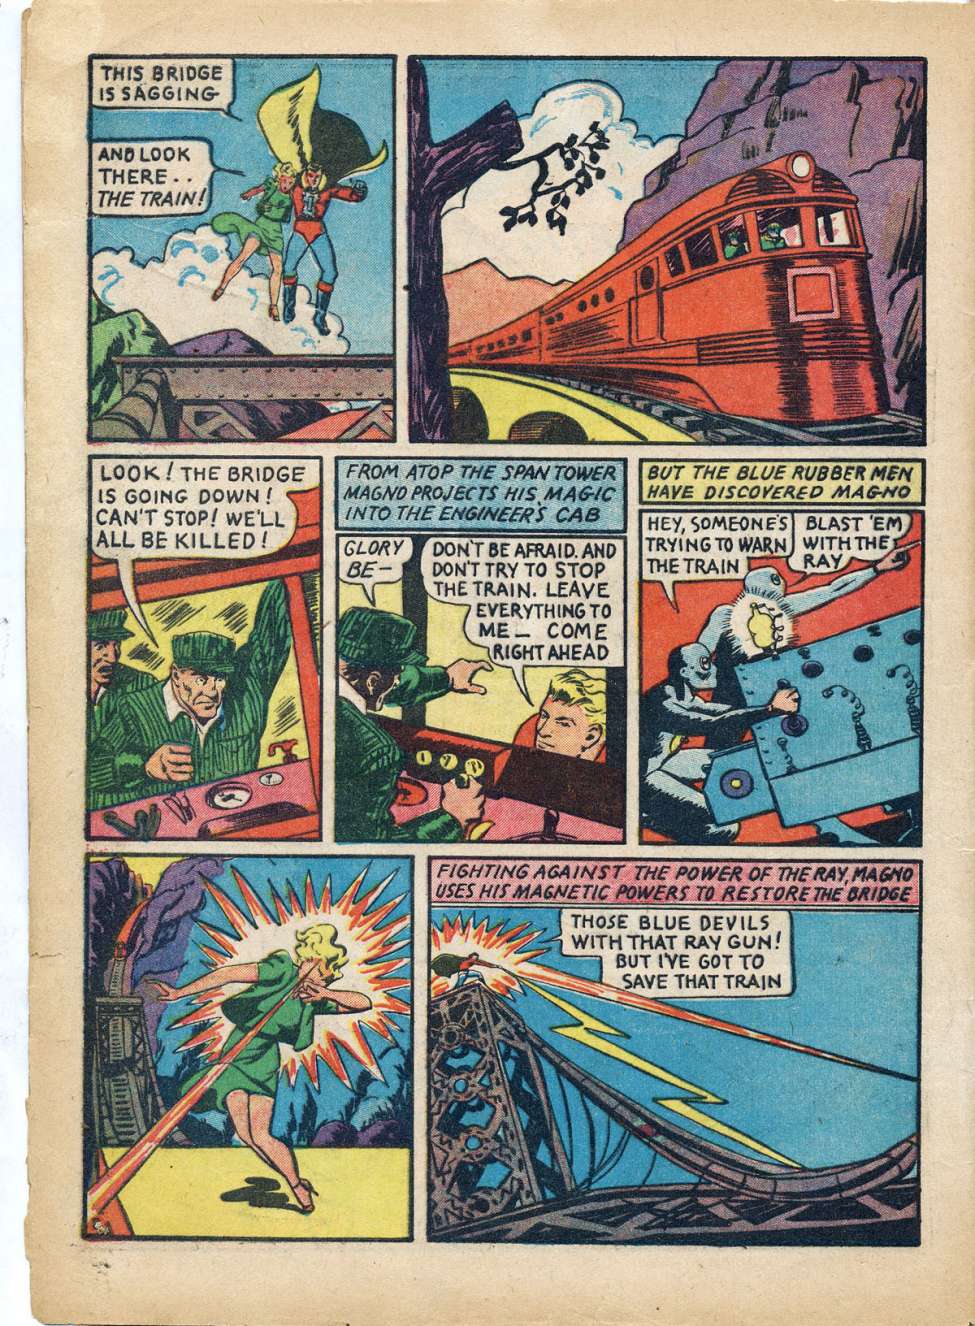 THIS BRIDGE
IS SAGGING
AND LOOK
THERE..
THE TRAIN!
LOOK! THE BRIDGE
IS GOING DOWN!
CAN'T STOP! WE'LL
ALL BE KILLED!
FROM ATOP THE SPAN TOWER
MAGNO PROJECTS HIS MAGIC
INTO THE ENGINEER'S CAB
GLORY
BE—
DON'T BE AFRAID. AND
DON'T TRY TO STOP
THE TRAIN. LEAVE
EVERYTHING TO
ME — COME
RIGHT AHEAD
BUT THE BLUE RUBBER MEN
HAVE DISCOVERED MAGNO
HEY, SOMEONE'S
TRYING TO WARN
THE TRAIN
BLAST 'EM
WITH THE
RAY
FIGHTING AGAINST THE POWER OF THE RAY, MAGNO
USES HIS MAGNETIC POWERS TO RESTORE THE BRIDGE
THOSE BLUE DEVILS
WITH THAT RAY GUN!
BUT I'VE GOT TO
SAVE THAT TRAIN